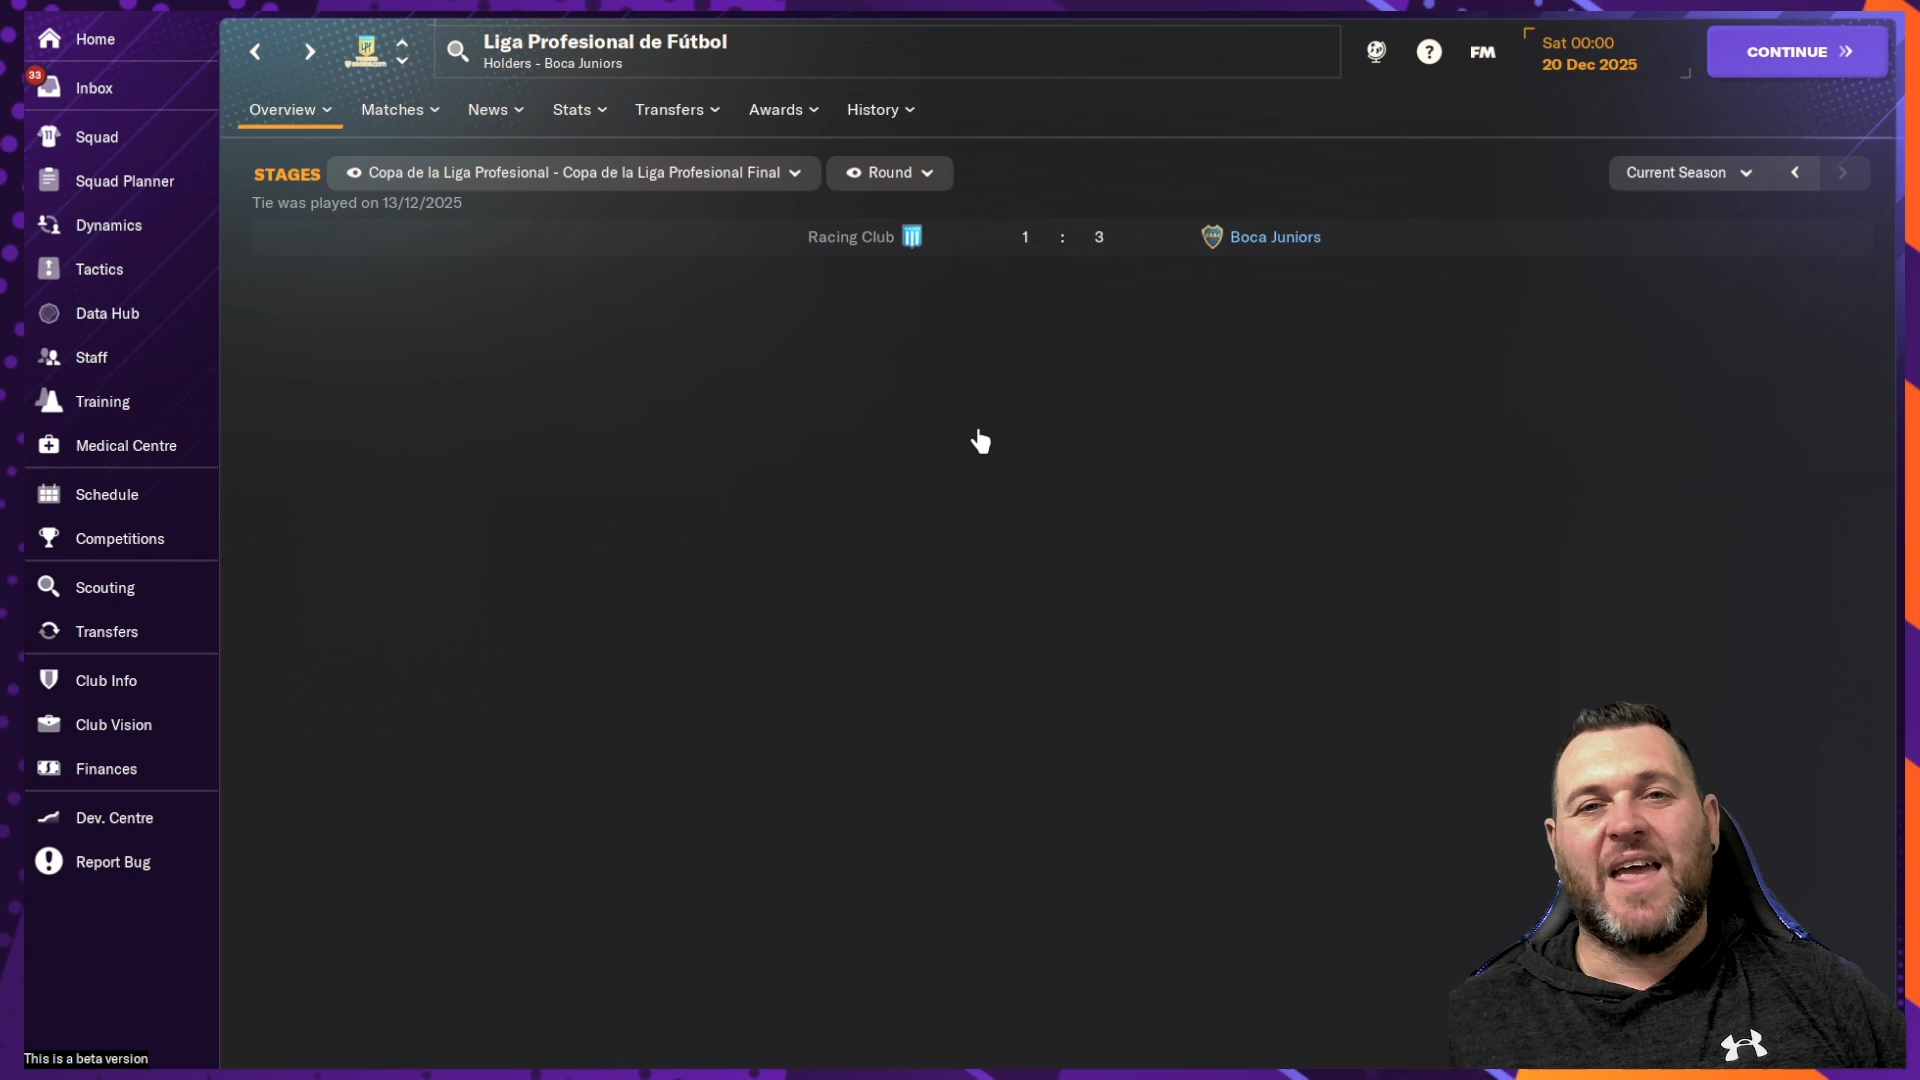 Home
33
Inbox
Squad
Squad Planner
Dynamics
Tactics
Data Hub
Staff
Training
Medical Centre
Schedule
Competitions
Scouting
Transfers
Club Info
Club Vision
Finances
Dev. Centre
Report Bug
This is a beta version
Liga Profesional de Fútbol
Holders - Boca Juniors
?
FM
Sat 00:00
20 Dec 2025
CONTINUE
Overview Matches News Stats Transfers Awards History
STAGES Copa de la Liga Profesional - Copa de la Liga Profesional Final Round Current Season
Tie was played on 13/12/2025
Racing Club 1 : 3 Boca Juniors